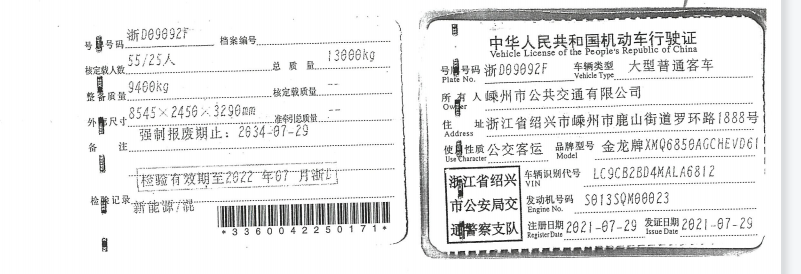 号牌号码 浙D09092F 档案编号
核定载人数 55/25人 总质量 13000kg
整备质量 9400kg 核定载质量 --
外廓尺寸 8545×2450×3290mm 准牵引总质量 --
备注 强制报废期止：2034-07-29
检验有效期至2022年07月浙D
检验记录 新能源/混
*3360042250171*
中华人民共和国机动车行驶证
Vehicle License of the People's Republic of China
号牌号码 浙D09092F 车辆类型 大型普通客车
Plate No. Vehicle Type
所有人 嵊州市公共交通有限公司
Owner
住址 浙江省绍兴市嵊州市鹿山街道罗环路1888号
Address
使用性质 公交客运 品牌型号 金龙牌XMQ6850AGCHEVD61
Use Character Model
浙江省绍兴市公安局交通警察支队
车辆识别代号 LC9CB2BD4MALA6812
VIN
发动机号码 S013SQM00023
Engine No.
注册日期 2021-07-29 发证日期 2021-07-29
Register Date Issue Date